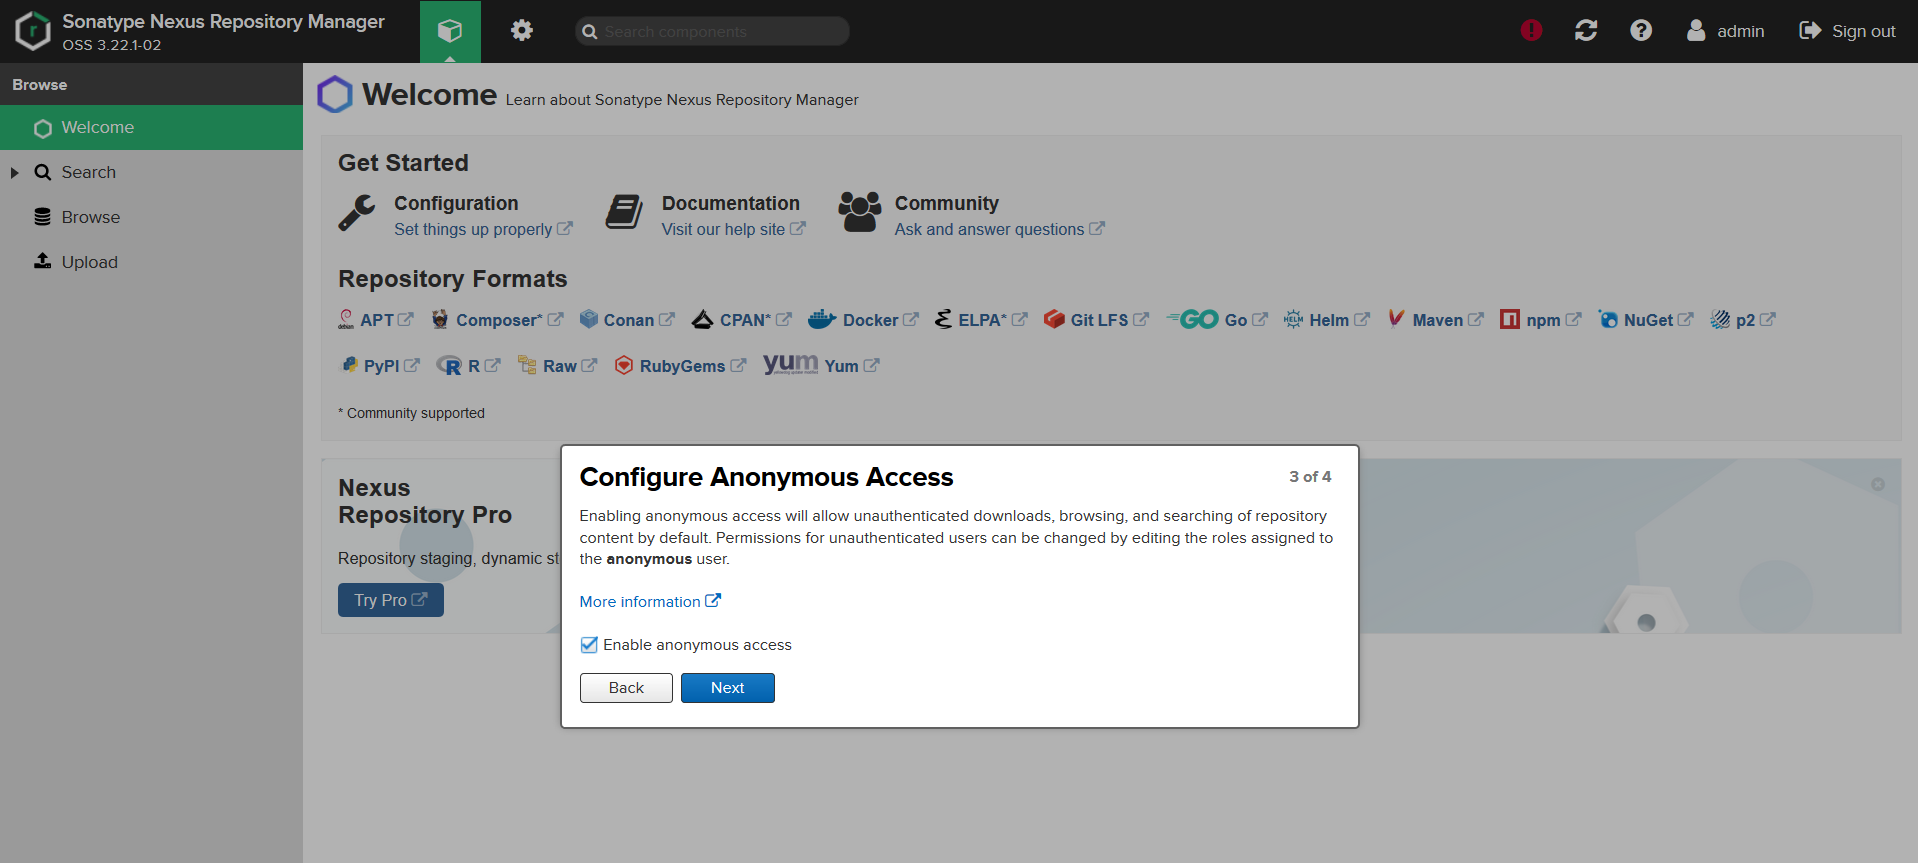 Sonatype Nexus Repository Manager
OSS 3.22.1-02
Search components
admin
Sign out
Browse
Welcome
Search
Browse
Upload
Welcome Learn about Sonatype Nexus Repository Manager
Get Started
Configuration
Set things up properly
Documentation
Visit our help site
Community
Ask and answer questions
Repository Formats
debian APT Composer* Conan CPAN* Docker ELPA* Git LFS GO Go HELM Helm Maven npm NuGet p2
PyPI R R Raw RubyGems yum Yum
* Community supported
Nexus
Repository Pro
Repository staging, dynamic st
Try Pro
Configure Anonymous Access
3 of 4
Enabling anonymous access will allow unauthenticated downloads, browsing, and searching of repository
content by default. Permissions for unauthenticated users can be changed by editing the roles assigned to
the anonymous user.
More information
Enable anonymous access
Back
Next